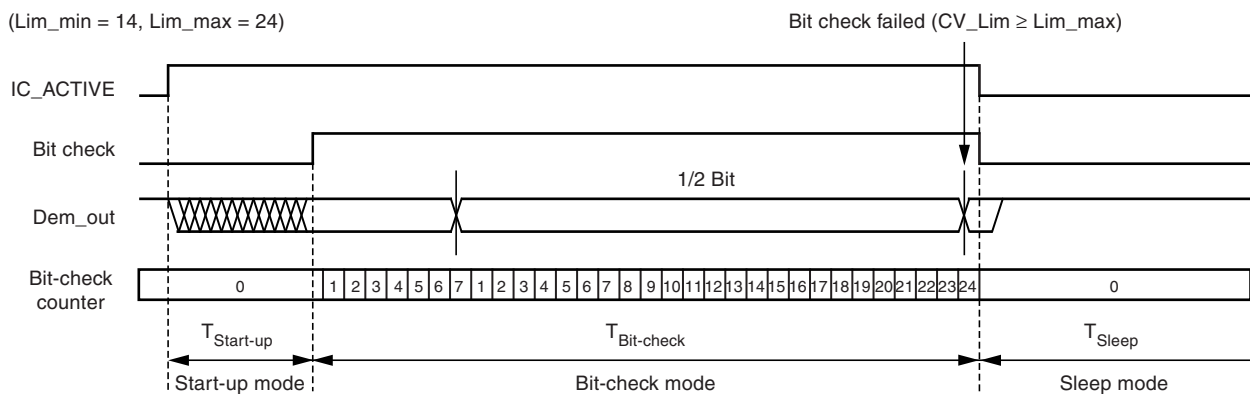 (Lim_min = 14, Lim_max = 24)
Bit check failed (CV_Lim ≥ Lim_max)
IC_ACTIVE
Bit check
1/2 Bit
Dem_out
Bit-check
counter
0 1 2 3 4 5 6 7 1 2 3 4 5 6 7 8 9 10 11 12 13 14 15 16 17 18 19 20 21 22 23 24 0
TStart-up TBit-check TSleep
Start-up mode Bit-check mode Sleep mode